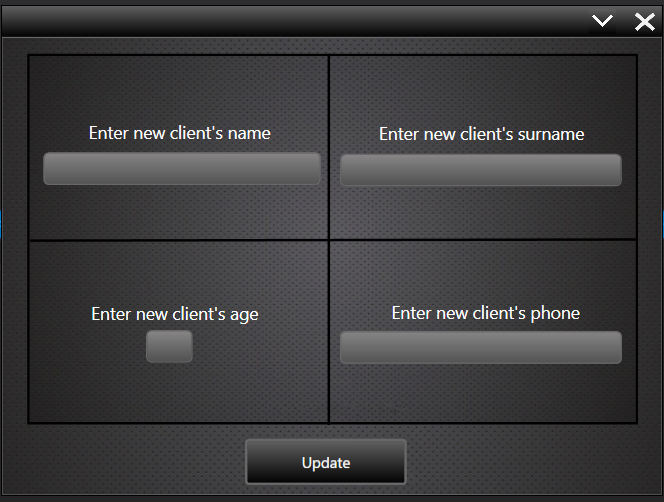 Enter new client's name
Enter new client's surname
Enter new client's age
Enter new client's phone
Update